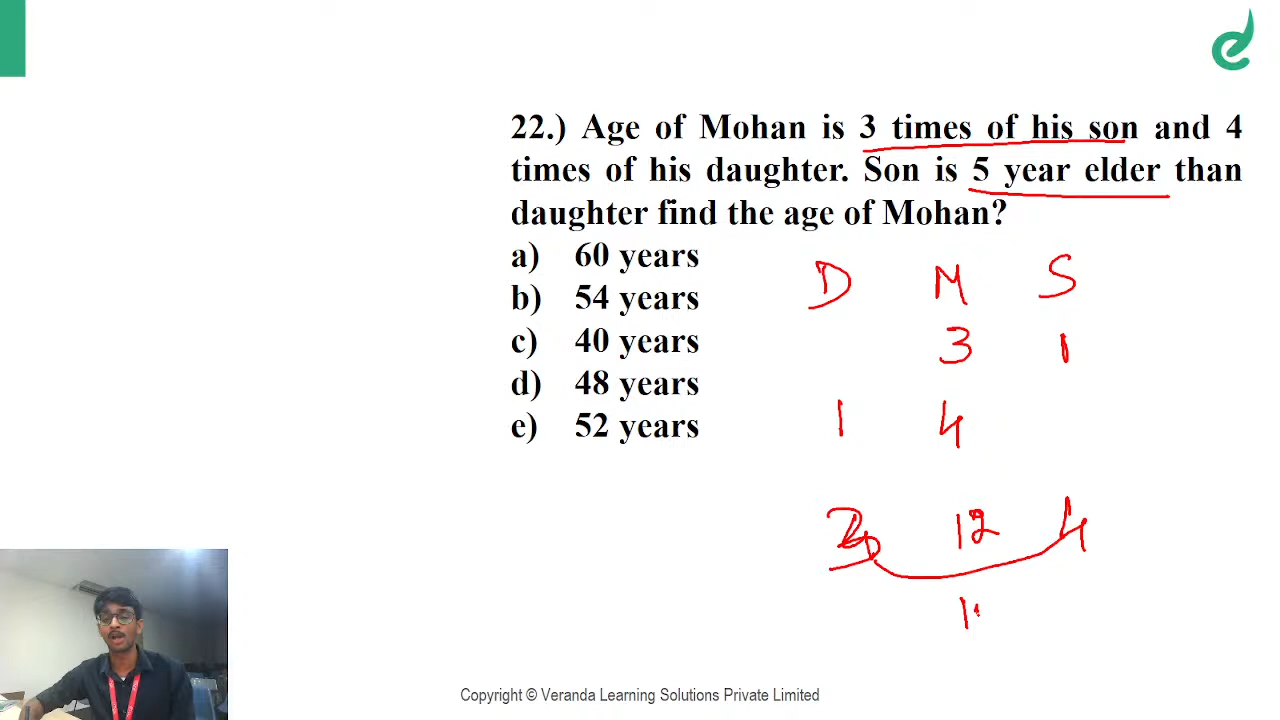 22.) Age of Mohan is 3 times of his son and 4
times of his daughter. Son is 5 year elder than
daughter find the age of Mohan?
a) 60 years
b) 54 years
c) 40 years
d) 48 years
e) 52 years
D M S
3 1
1 4
12 4
Copyright © Veranda Learning Solutions Private Limited